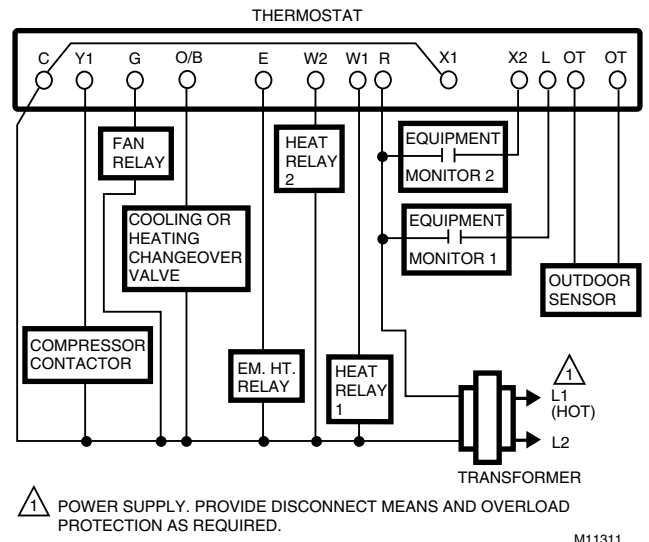 THERMOSTAT
C Y1 G O/B E W2 W1 R X1 X2 L OT OT
FAN
RELAY
HEAT
RELAY
2
EQUIPMENT
MONITOR 2
COOLING OR
HEATING
CHANGEOVER
VALVE
EQUIPMENT
MONITOR 1
OUTDOOR
SENSOR
COMPRESSOR
CONTACTOR
EM. HT.
RELAY
HEAT
RELAY
1
1
L1
(HOT)
L2
TRANSFORMER
1 POWER SUPPLY. PROVIDE DISCONNECT MEANS AND OVERLOAD
PROTECTION AS REQUIRED.
M11311